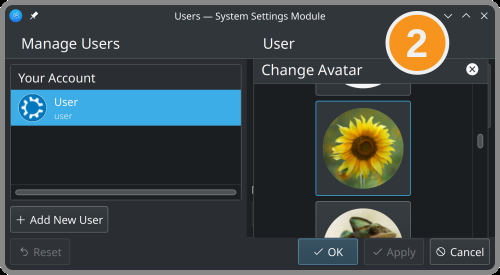 Users — System Settings Module
Manage Users
User
2
Your Account
Change Avatar
User
user
+ Add New User
Reset
OK
Apply
Cancel